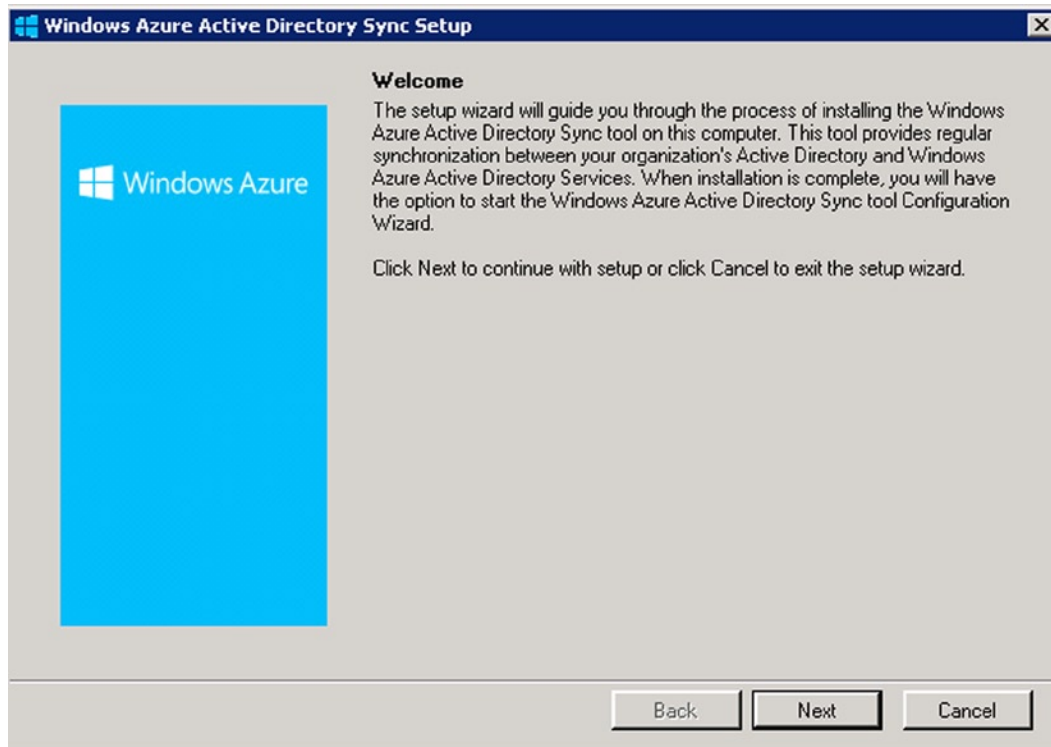 Windows Azure Active Directory Sync Setup
Welcome
The setup wizard will guide you through the process of installing the Windows
Azure Active Directory Sync tool on this computer. This tool provides regular
synchronization between your organization's Active Directory and Windows
Azure Active Directory Services. When installation is complete, you will have
the option to start the Windows Azure Active Directory Sync tool Configuration
Wizard.
Click Next to continue with setup or click Cancel to exit the setup wizard.
Windows Azure
Back
Next
Cancel